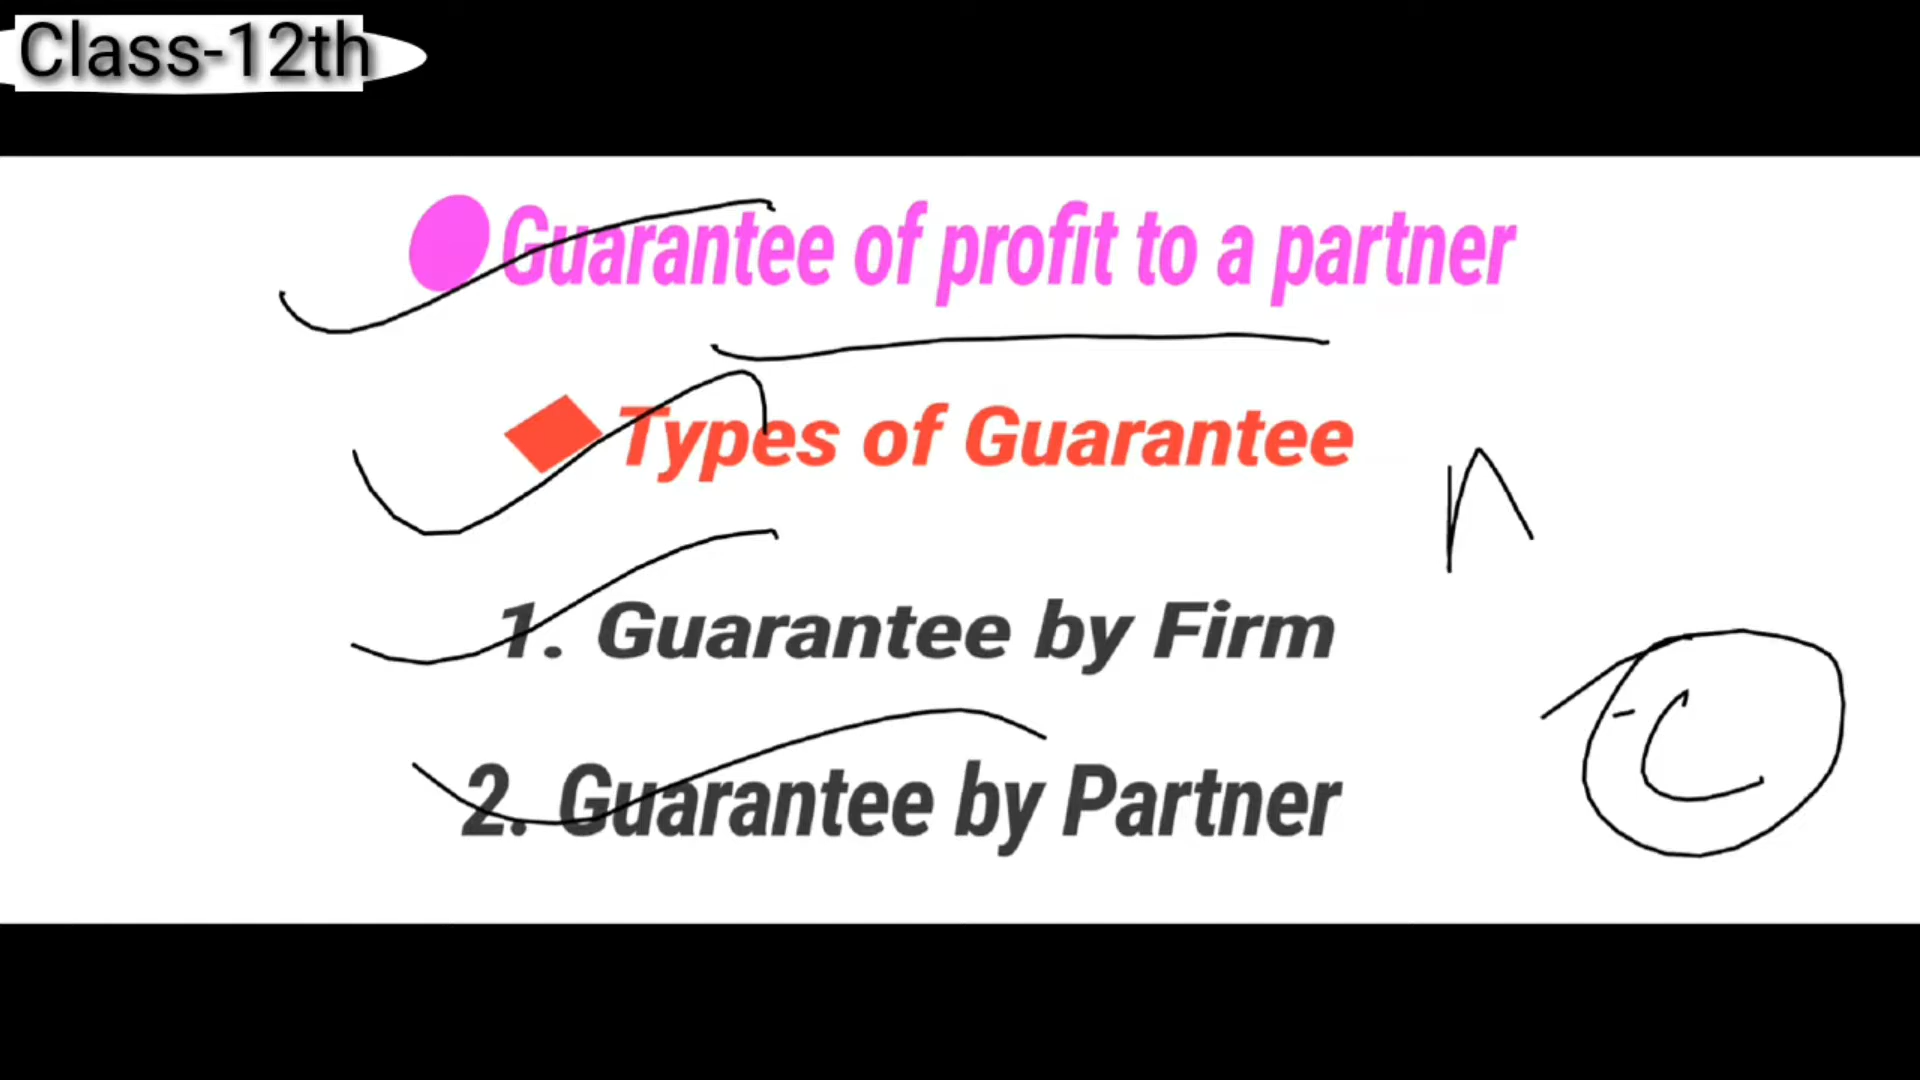 Class-12th
Guarantee of profit to a partner
Types of Guarantee
1. Guarantee by Firm
2. Guarantee by Partner
C